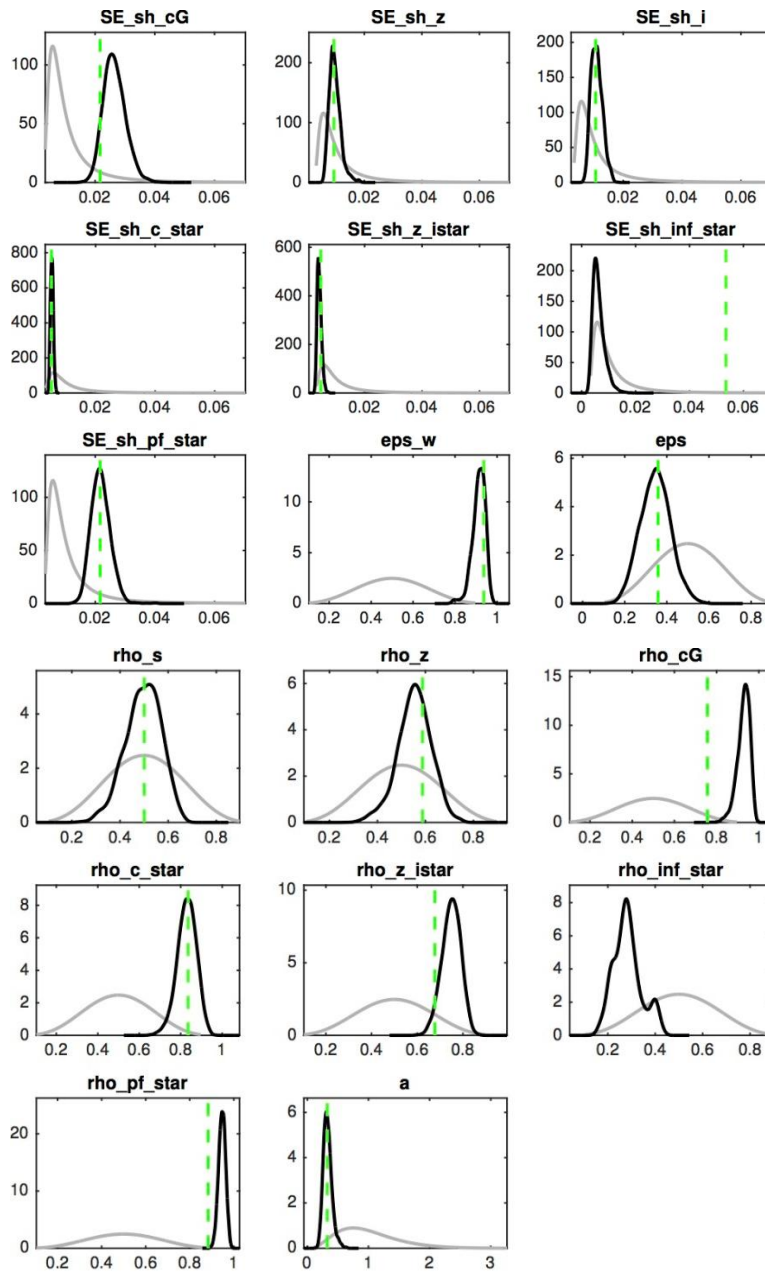 SE_sh_cG SE_sh_z SE_sh_i
100 200 200
150
50 100 100
50
0 0 0
0.02 0.04 0.06 0.02 0.04 0.06 0.02 0.04 0.06
SE_sh_c_star SE_sh_z_istar SE_sh_inf_star
800 600 200
600 400 150
400 100
200 200 50
0 0 0
0.02 0.04 0.06 0.02 0.04 0.06 0 0.02 0.04 0.06
SE_sh_pf_star eps_w eps
100 10 6
4
50 5 2
0 0 0
0.02 0.04 0.06 0.2 0.4 0.6 0.8 1 0 0.2 0.4 0.6 0.8
rho_s rho_z rho_cG
4 6 15
4 10
2 2 5
0 0 0
0.2 0.4 0.6 0.8 0.2 0.4 0.6 0.8 0.2 0.4 0.6 0.8 1
rho_c_star rho_z_istar rho_inf_star
8 10 8
6 6
4 5 4
2 2
0 0 0
0.2 0.4 0.6 0.8 1 0.2 0.4 0.6 0.8 0.2 0.4 0.6 0.8
rho_pf_star a
20 6
4
10 2
0 0
0.2 0.4 0.6 0.8 1 0 1 2 3